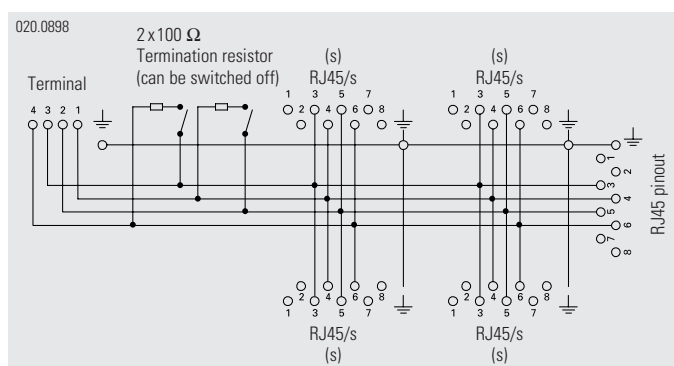 020.0898
2 x 100 Ω
Termination resistor
(can be switched off)
(s)
RJ45/s
(s)
RJ45/s
Terminal
4 3 2 1
1 2 3 4 5 6 7 8
1 2 3 4 5 6 7 8
1
2
3
4
5
6
7
8
RJ45 pinout
1 2 3 4 5 6 7 8
1 2 3 4 5 6 7 8
RJ45/s
(s)
RJ45/s
(s)